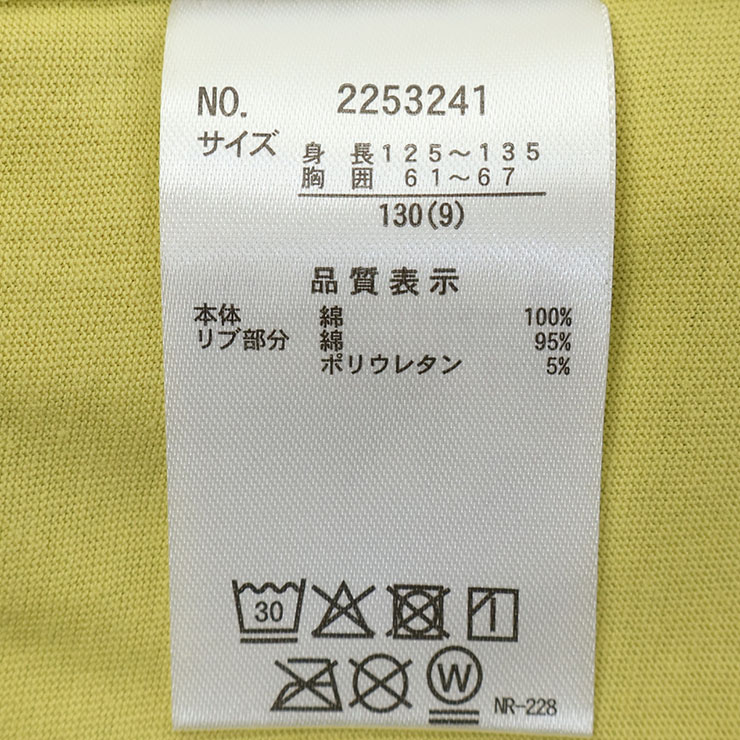 NO. 2253241
サイズ 身長125～135
胸囲 61～67
130(9)
品質表示
本体 綿 100%
リブ部分 綿 95%
ポリウレタン 5%
30
W
NR-228